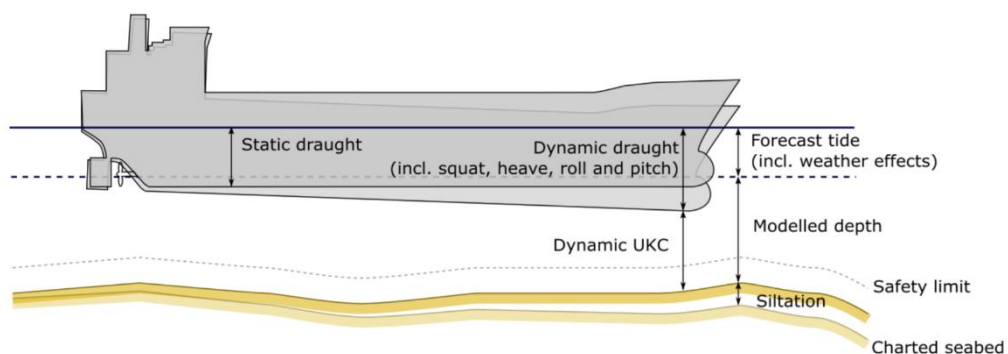 Static draught
Dynamic draught
(incl. squat, heave, roll and pitch)
Forecast tide
(incl. weather effects)
Modelled depth
Dynamic UKC
Safety limit
Siltation
Charted seabed